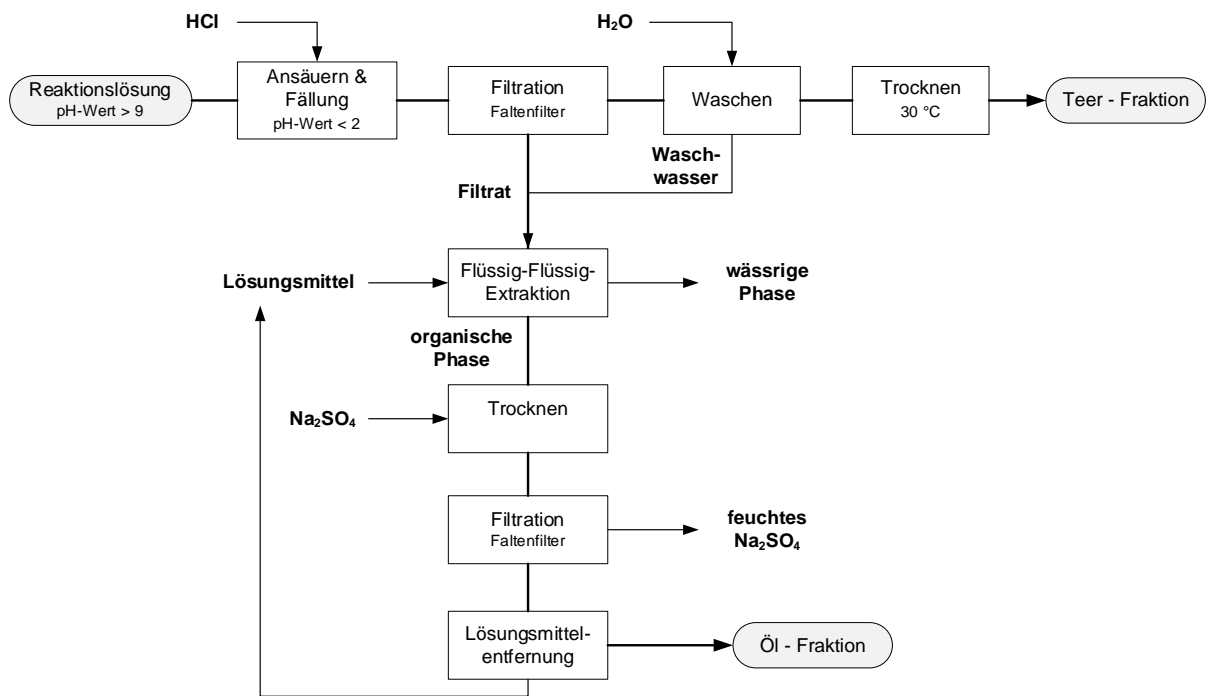 HCl
H₂O
Reaktionslösung
pH-Wert > 9
Ansäuern &
Fällung
pH-Wert < 2
Filtration
Faltenfilter
Waschen
Trocknen
30 °C
Teer - Fraktion
Wasch-
wasser
Filtrat
Lösungsmittel
Flüssig-Flüssig-
Extraktion
wässrige
Phase
organische
Phase
Na₂SO₄
Trocknen
Filtration
Faltenfilter
feuchtes
Na₂SO₄
Lösungsmittel-
entfernung
Öl - Fraktion